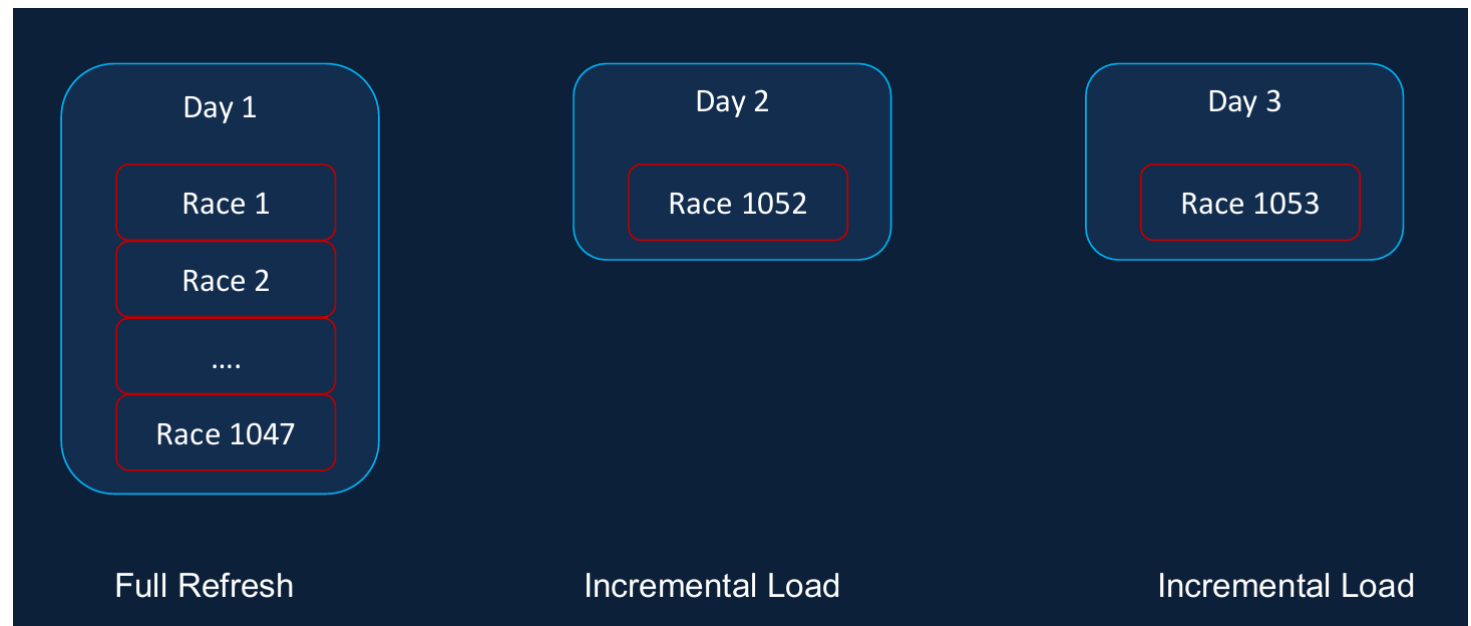 Day 1
Race 1
Race 2
....
Race 1047
Full Refresh
Day 2
Race 1052
Incremental Load
Day 3
Race 1053
Incremental Load